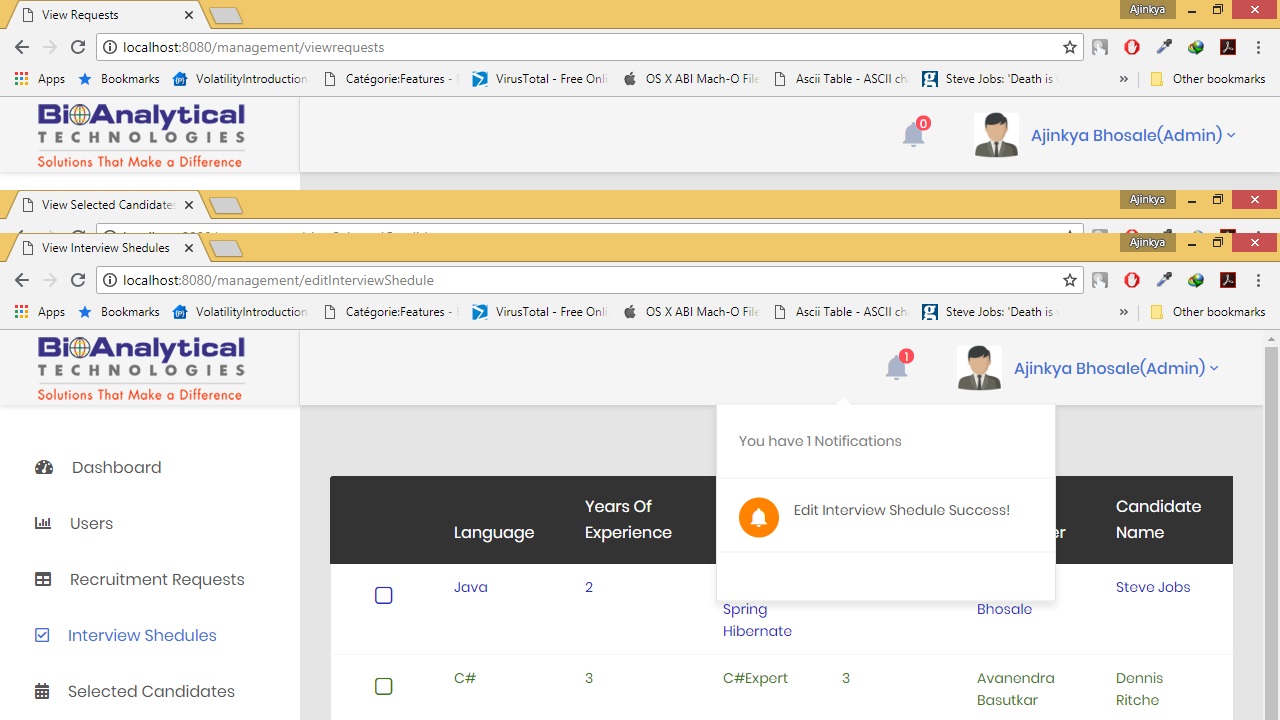 View Requests
Ajinkya
localhost:8080/management/viewrequests
Apps Bookmarks VolatilityIntroduction Catégorie:Features - VirusTotal - Free Onli OS X ABI Mach-O File Ascii Table - ASCII ch Steve Jobs: 'Death is » Other bookmarks
BioAnalytical
TECHNOLOGIES
Solutions That Make a Difference
0
Ajinkya Bhosale(Admin)
View Selected Candidates
Ajinkya
View Interview Shedules
Ajinkya
localhost:8080/management/editInterviewShedule
Apps Bookmarks VolatilityIntroduction Catégorie:Features - VirusTotal - Free Onli OS X ABI Mach-O File Ascii Table - ASCII ch Steve Jobs: 'Death is » Other bookmarks
BioAnalytical
TECHNOLOGIES
Solutions That Make a Difference
1
Ajinkya Bhosale(Admin)
You have 1 Notifications
Edit Interview Shedule Success!
Dashboard
Users
Recruitment Requests
Interview Shedules
Selected Candidates
Language Years Of Experience Candidate Name
Java 2 Spring Hibernate Bhosale Steve Jobs
C# 3 C#Expert 3 Avanendra Basutkar Dennis Ritche